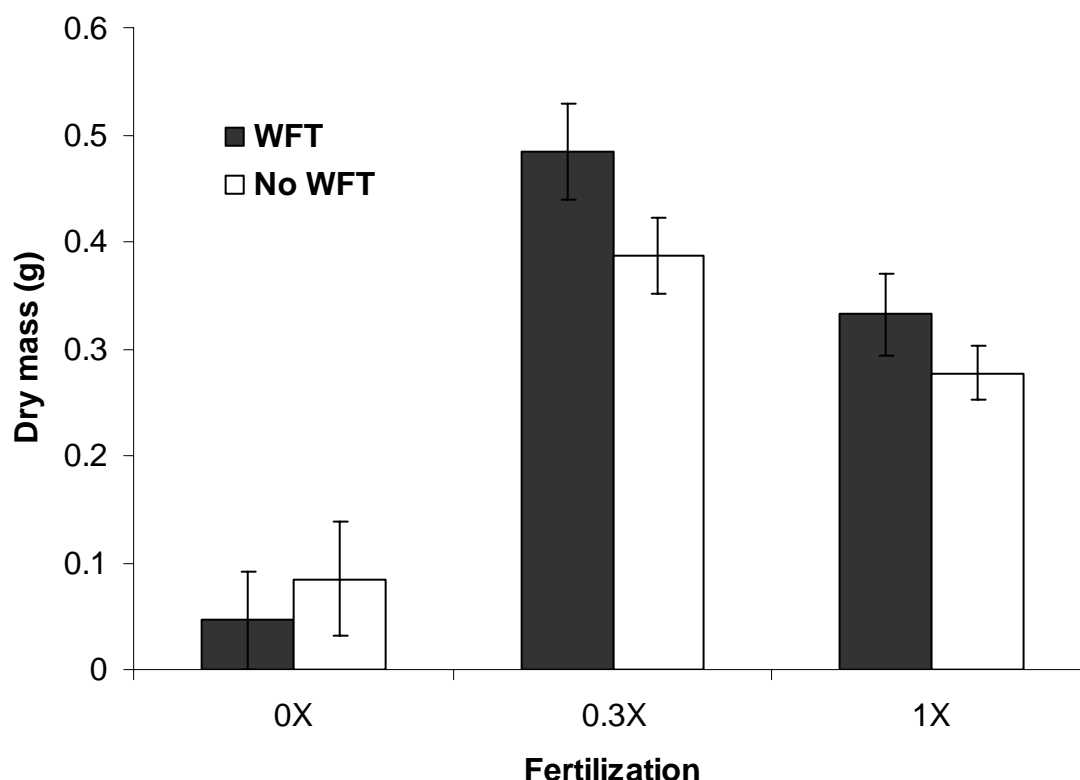 0.6
0.5
0.4
0.3
0.2
0.1
0
Dry mass (g)
WFT
No WFT
0X 0.3X 1X
Fertilization